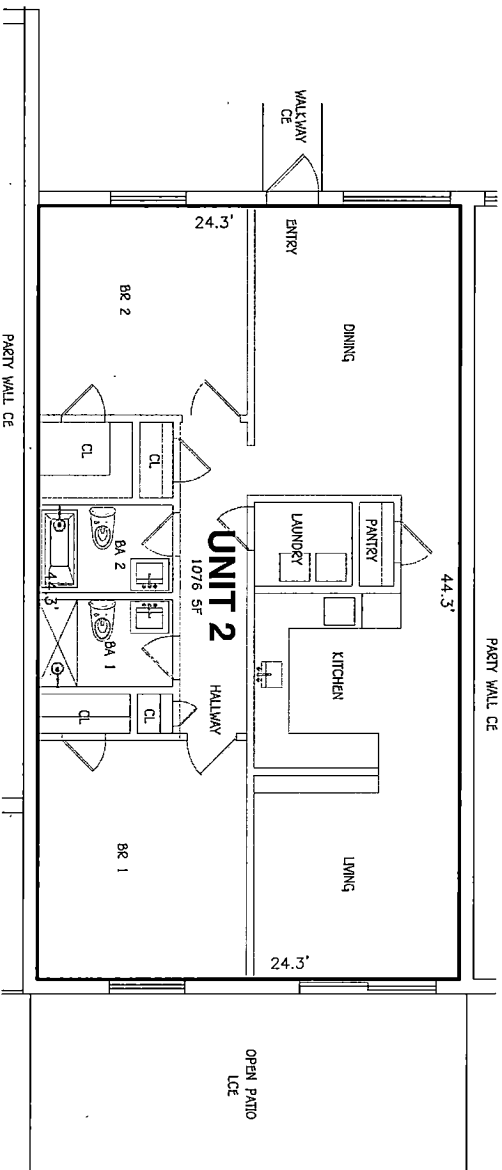 WALKWAY
CE
ENTRY
24.3'
BR 2
DINING
PARTY WALL CE
CL
CL
PANTRY
LAUNDRY
UNIT 2
1076 SF
BA 2
44.3'
44.3'
PARTY WALL CE
BA 1
KITCHEN
HALLWAY
CL
CL
BR 1
LIVING
24.3'
OPEN PATIO
LCE